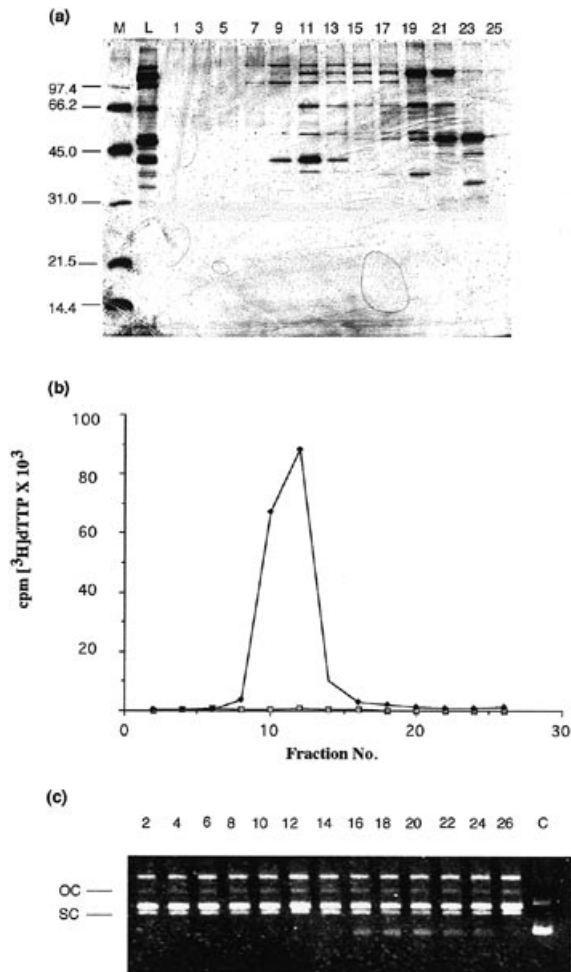 (a)
M L 1 3 5 7 9 11 13 15 17 19 21 23 25
97.4
66.2
45.0
31.0
21.5
14.4
(b)
100
80
60
40
20
0 10 20 30
cpm [³H]dTTP X 10³
Fraction No.
(c)
2 4 6 8 10 12 14 16 18 20 22 24 26 C
OC
SC